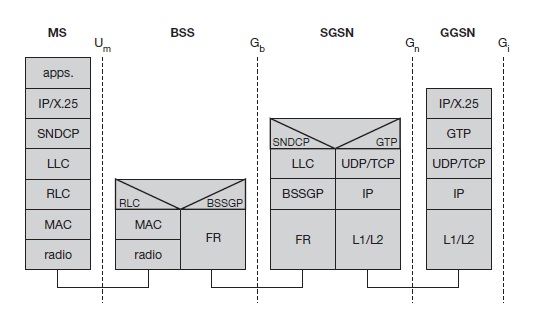 MS
BSS
SGSN
GGSN
Um
Gb
Gn
Gi
apps.
IP/X.25
SNDCP
LLC
RLC
MAC
radio
RLC
BSSGP
MAC
radio
FR
SNDCP
GTP
LLC
BSSGP
FR
UDP/TCP
IP
L1/L2
IP/X.25
GTP
UDP/TCP
IP
L1/L2